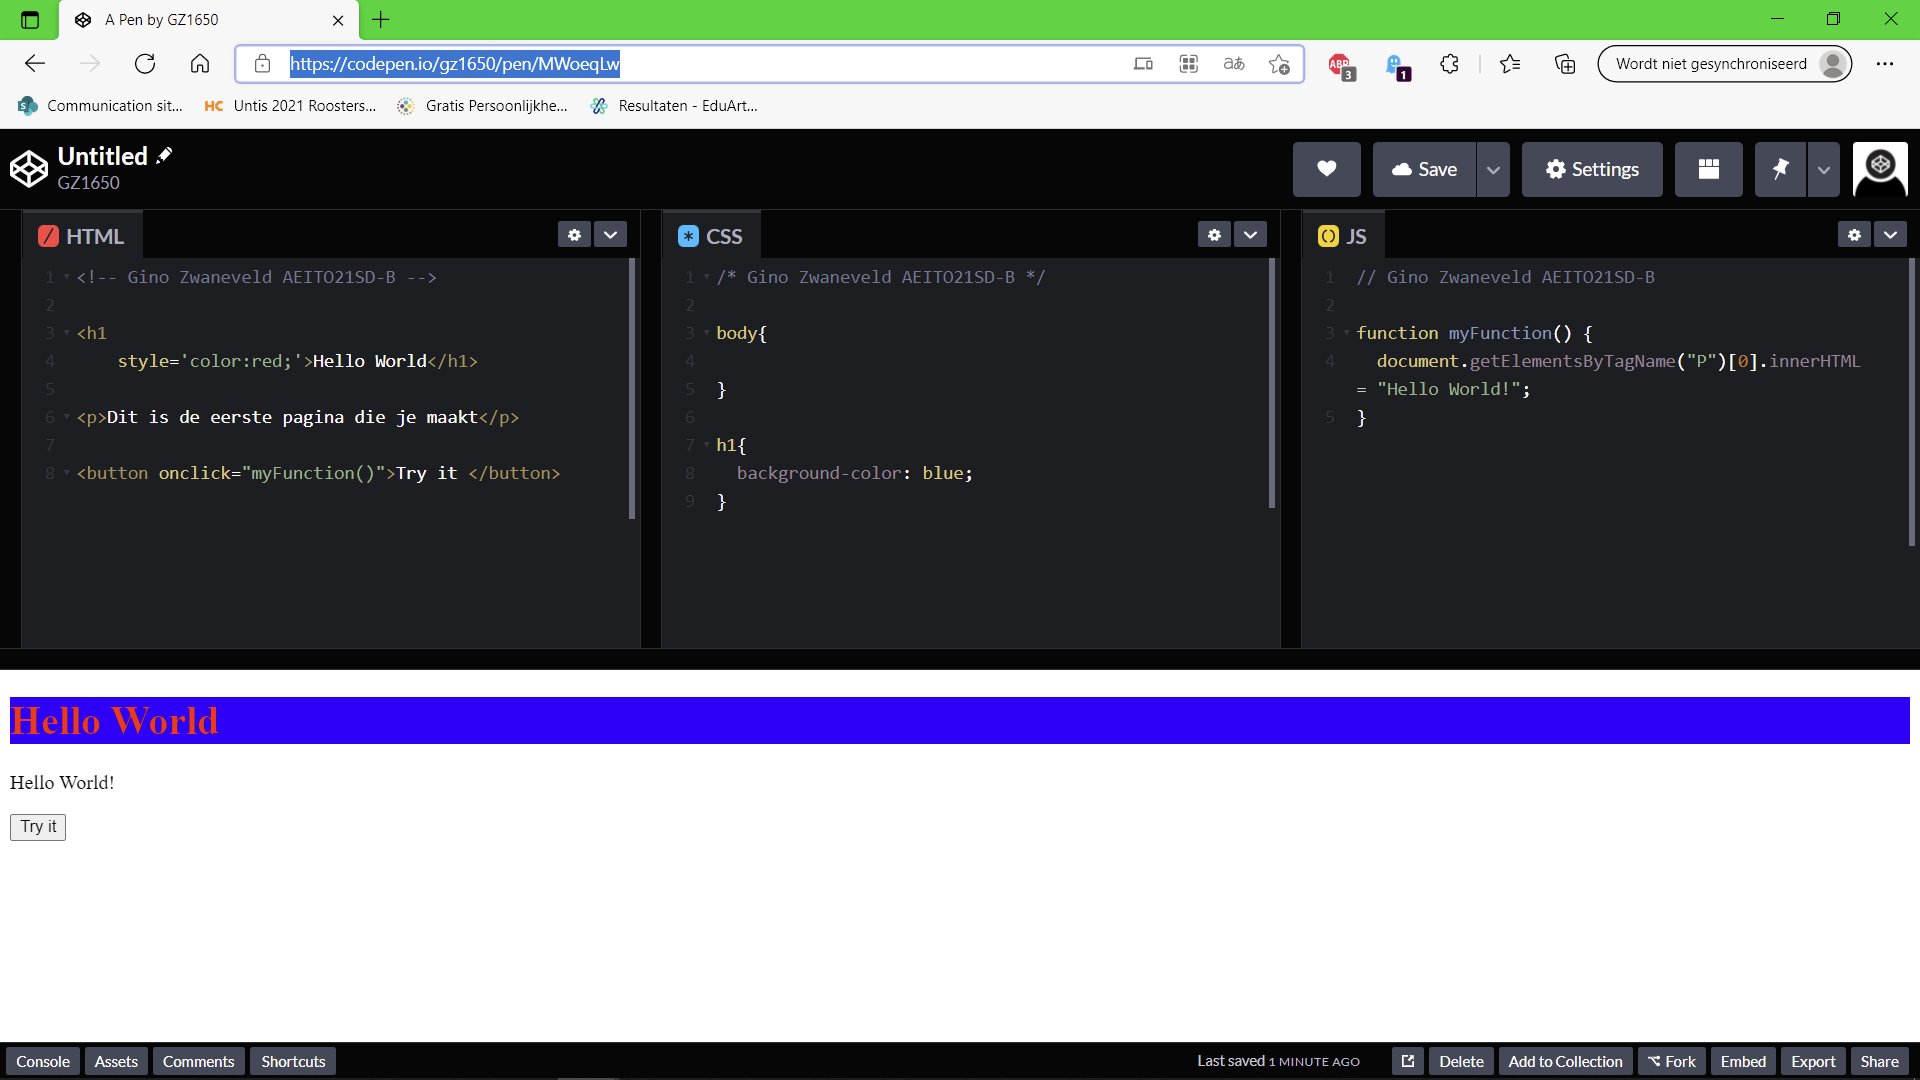 A Pen by GZ1650
https://codepen.io/gz1650/pen/MWoeqLw
aあ
ABP
3
1
Wordt niet gesynchroniseerd
Communication sit...
HC Untis 2021 Roosters...
Gratis Persoonlijkhe...
Resultaten - EduArt...
Untitled
GZ1650
Save
Settings
HTML
1 <!-- Gino Zwaneveld AEITO21SD-B -->
2
3 <h1
4     style='color:red;'>Hello World</h1>
5
6 <p>Dit is de eerste pagina die je maakt</p>
7
8 <button onclick="myFunction()">Try it </button>
CSS
1 /* Gino Zwaneveld AEITO21SD-B */
2
3 body{
4
5 }
6
7 h1{
8   background-color: blue;
9 }
JS
1 // Gino Zwaneveld AEITO21SD-B
2
3 function myFunction() {
4   document.getElementsByTagName("P")[0].innerHTML
= "Hello World!";
5 }
Hello World
Hello World!
Try it
Console Assets Comments Shortcuts
Last saved 1 MINUTE AGO
Delete Add to Collection Fork Embed Export Share